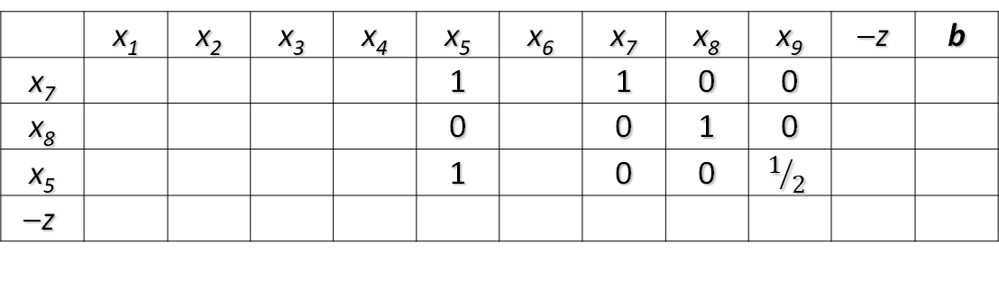 x₁ x₂ x₃ x₄ x₅ x₆ x₇ x₈ x₉ –z b
x₇ 1 1 0 0
x₈ 0 0 1 0
x₅ 1 0 0 1/2
–z